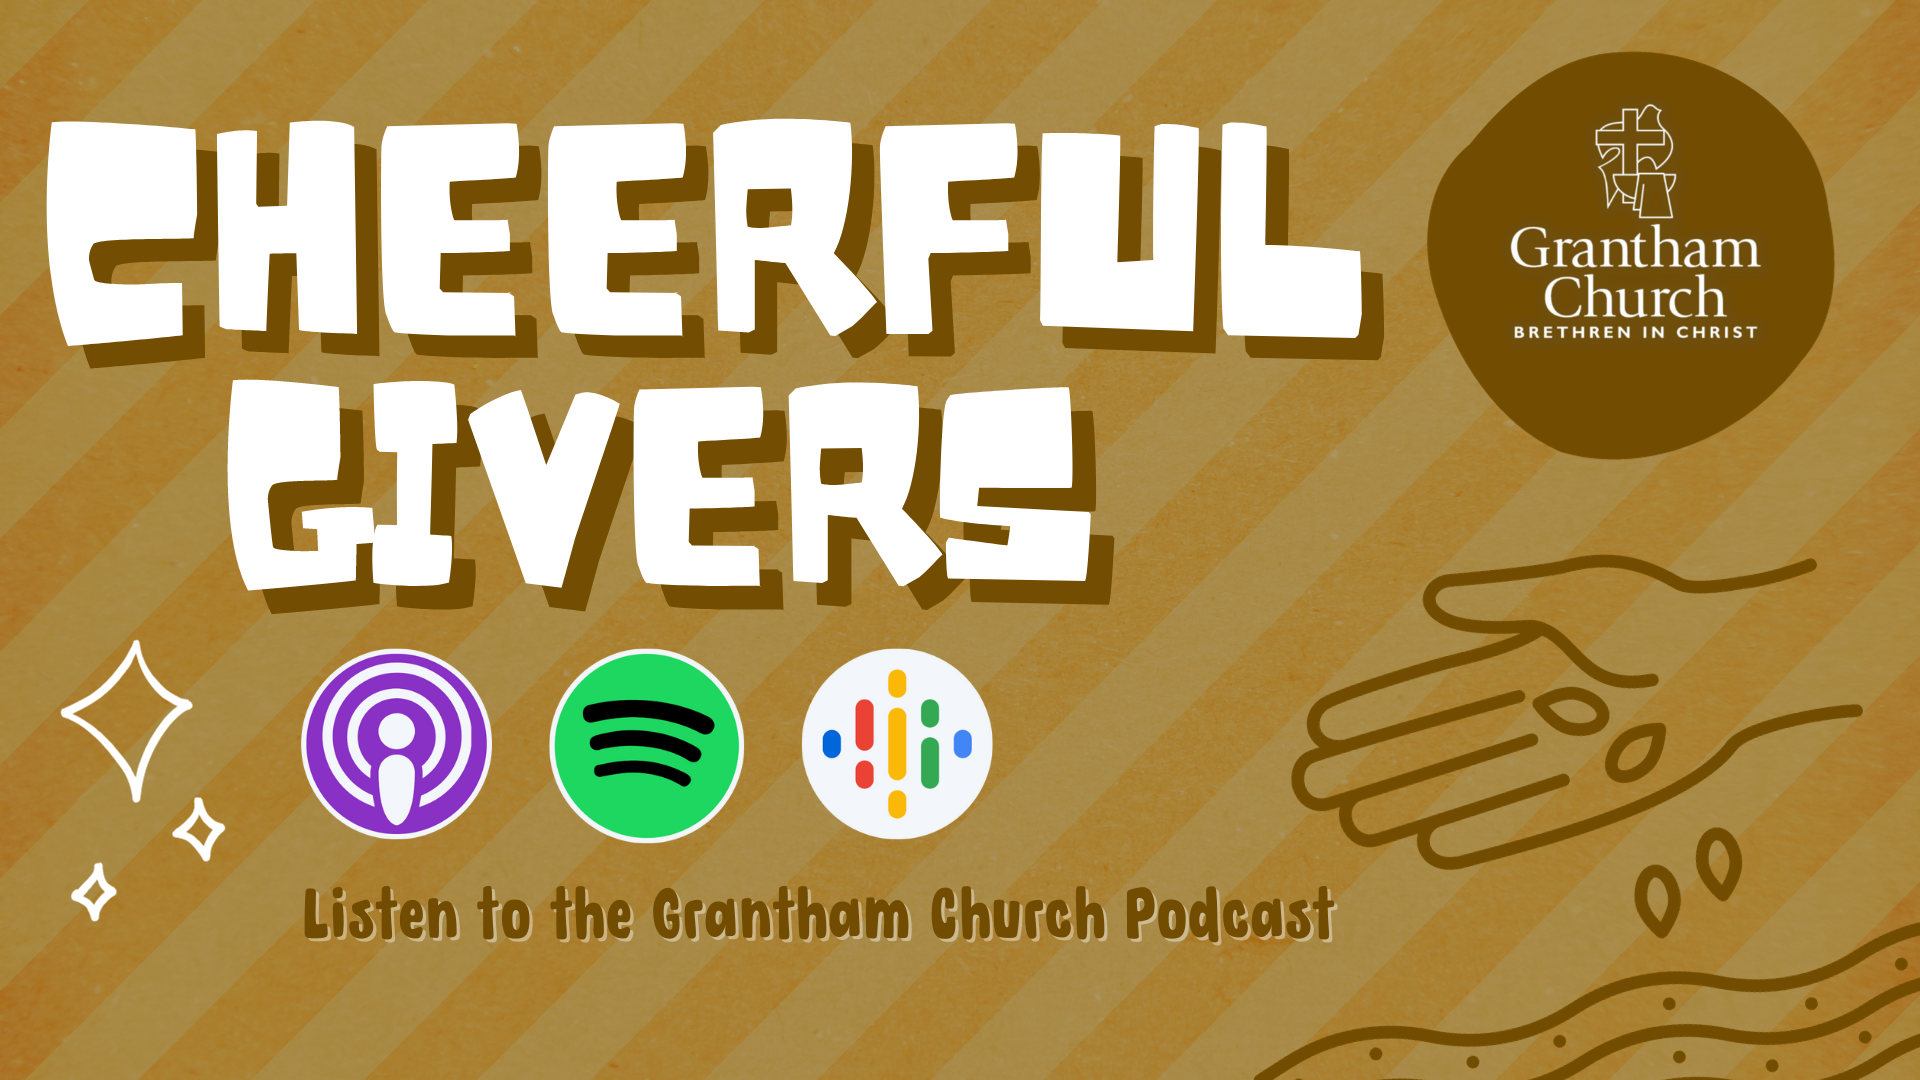 CHEERFUL
GIVERS
Grantham
Church
BRETHREN IN CHRIST
Listen to the Grantham Church Podcast